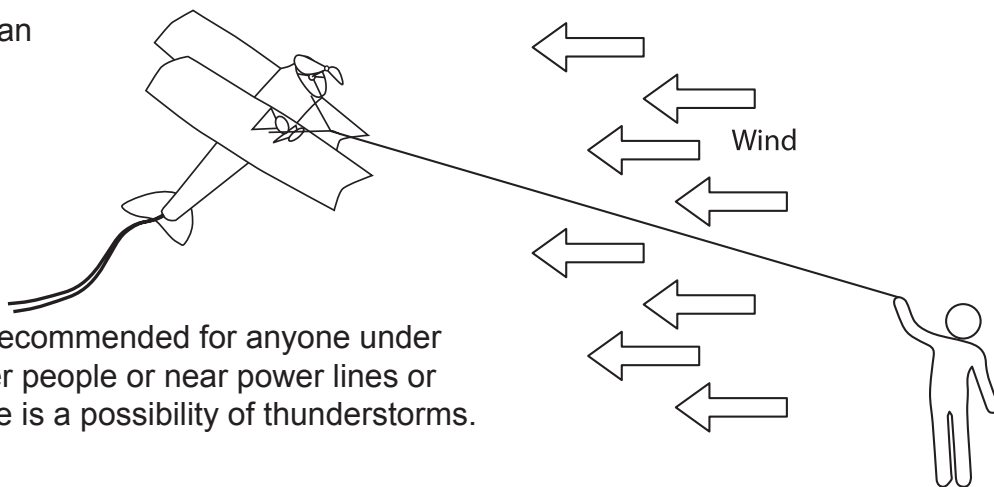 an
Wind
ecommended for anyone under
er people or near power lines or
e is a possibility of thunderstorms.